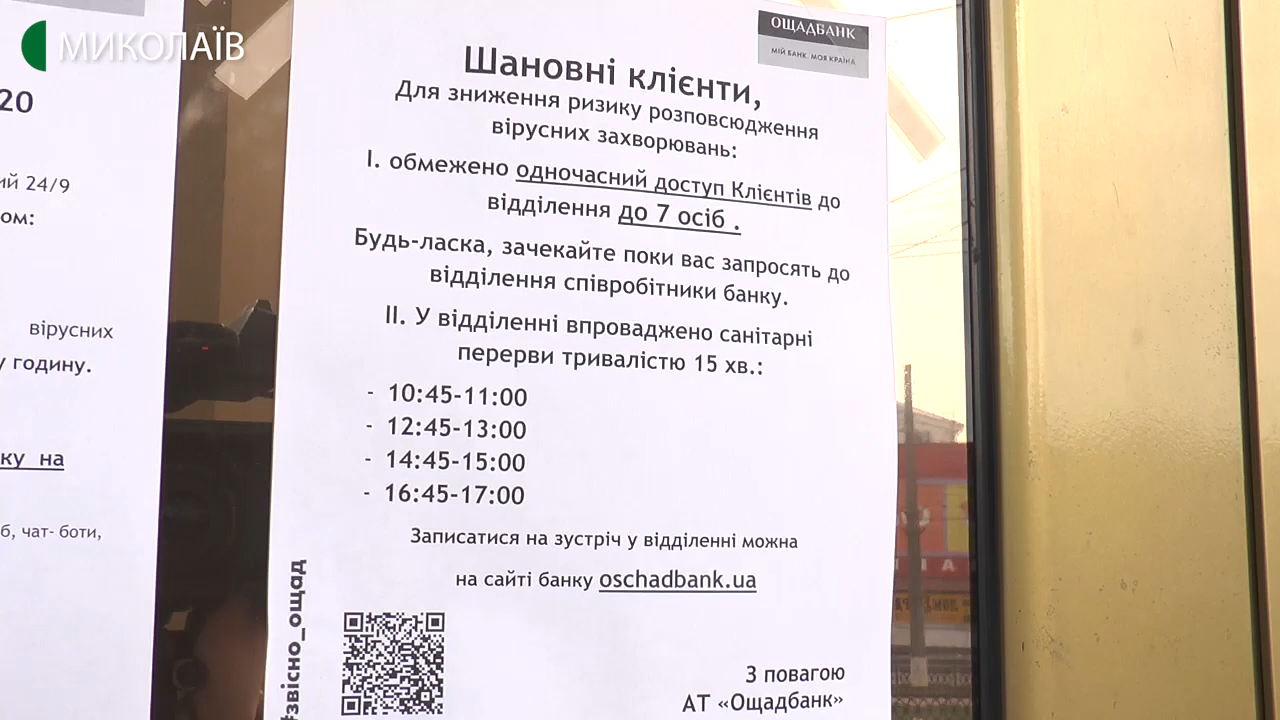 МИКОЛАЇВ
20
ий 24/9
ом:
вірусних
у годину.
ку на
б, чат- боти,
ОЩАДБАНК
МІЙ БАНК. МОЯ КРАЇНА
Шановні клієнти,
Для зниження ризику розповсюдження
вірусних захворювань:
І. обмежено одночасний доступ Клієнтів до
відділення до 7 осіб .
Будь-ласка, зачекайте поки вас запросять до
відділення співробітники банку.
ІІ. У відділенні впроваджено санітарні
перерви тривалістю 15 хв.:
- 10:45-11:00
- 12:45-13:00
- 14:45-15:00
- 16:45-17:00
Записатися на зустріч у відділенні можна
на сайті банку oschadbank.ua
#звісно_ощад
З повагою
АТ «Ощадбанк»